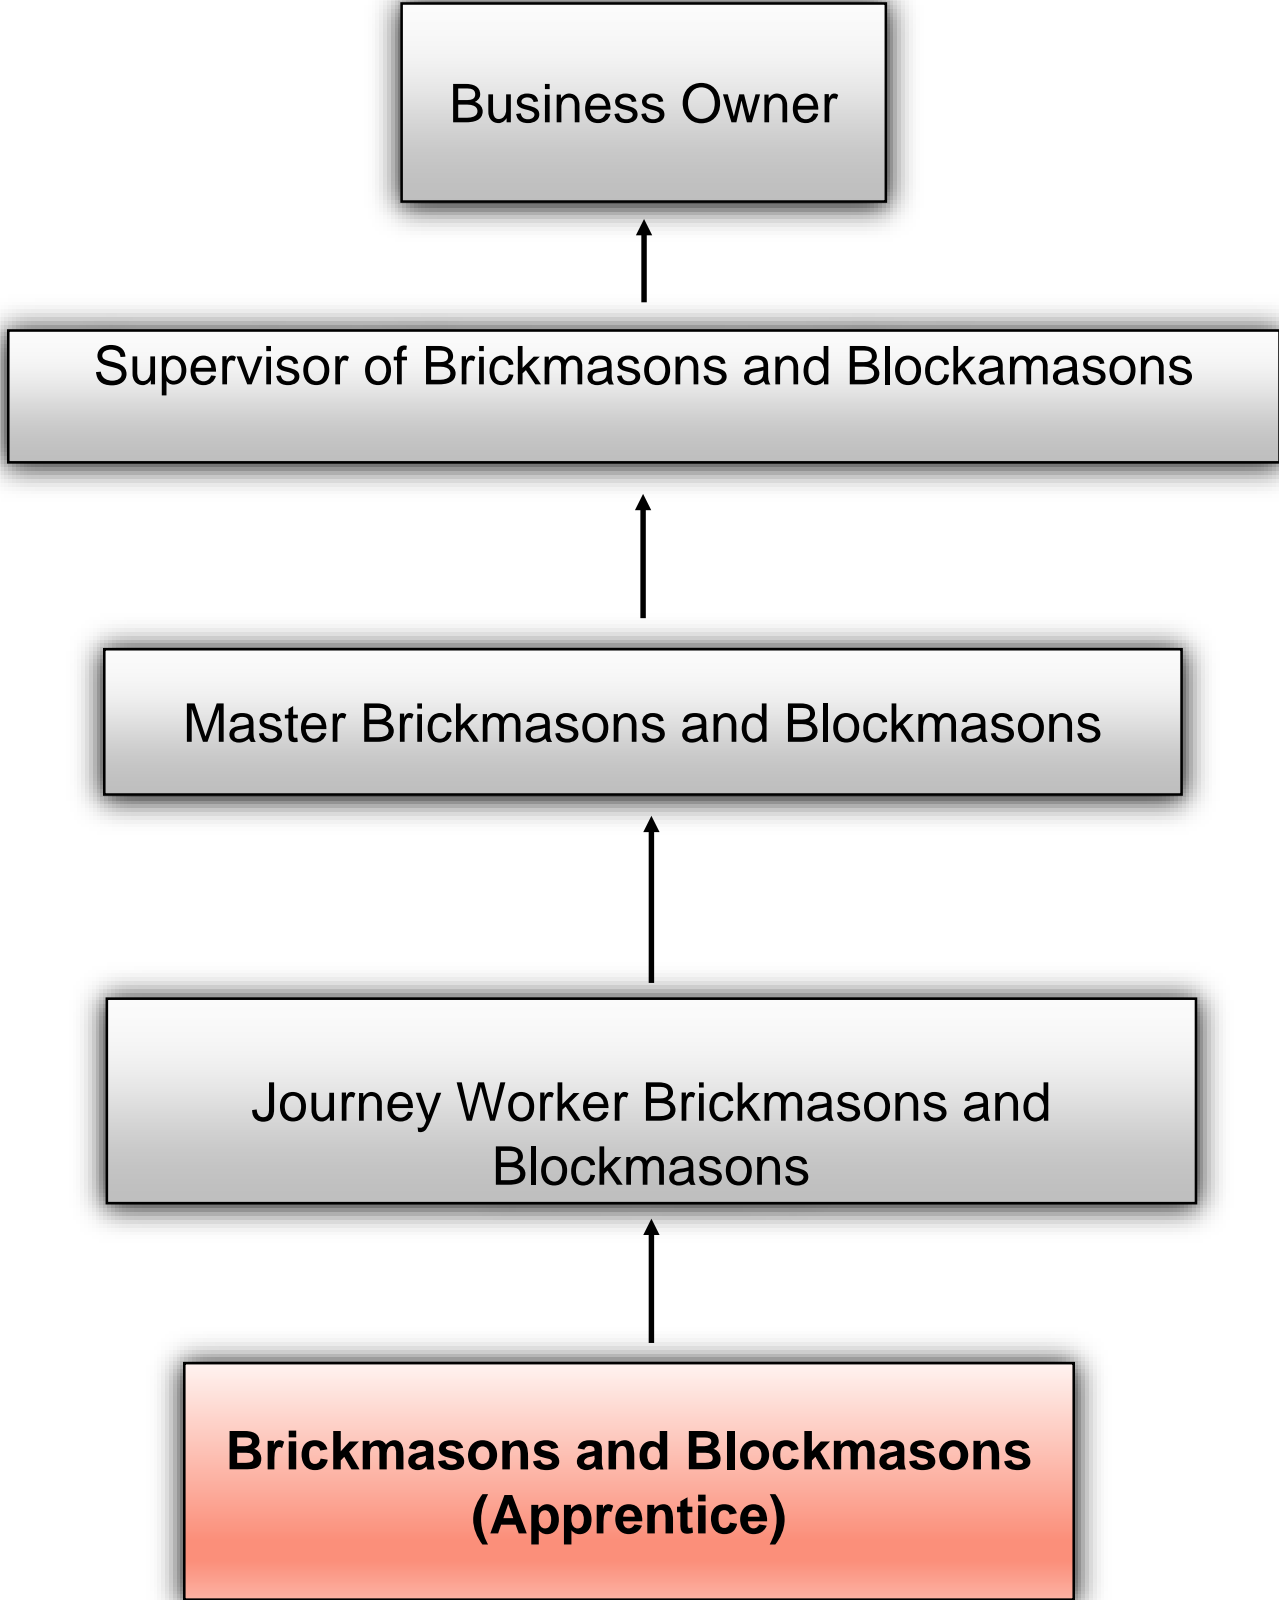 Business Owner
Supervisor of Brickmasons and Blockamasons
Master Brickmasons and Blockmasons
Journey Worker Brickmasons and
Blockmasons
Brickmasons and Blockmasons
(Apprentice)